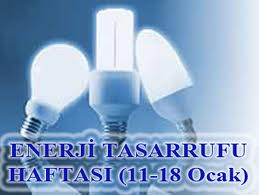 ENERJİ TASARRUFU
HAFTASI (11-18 Ocak)